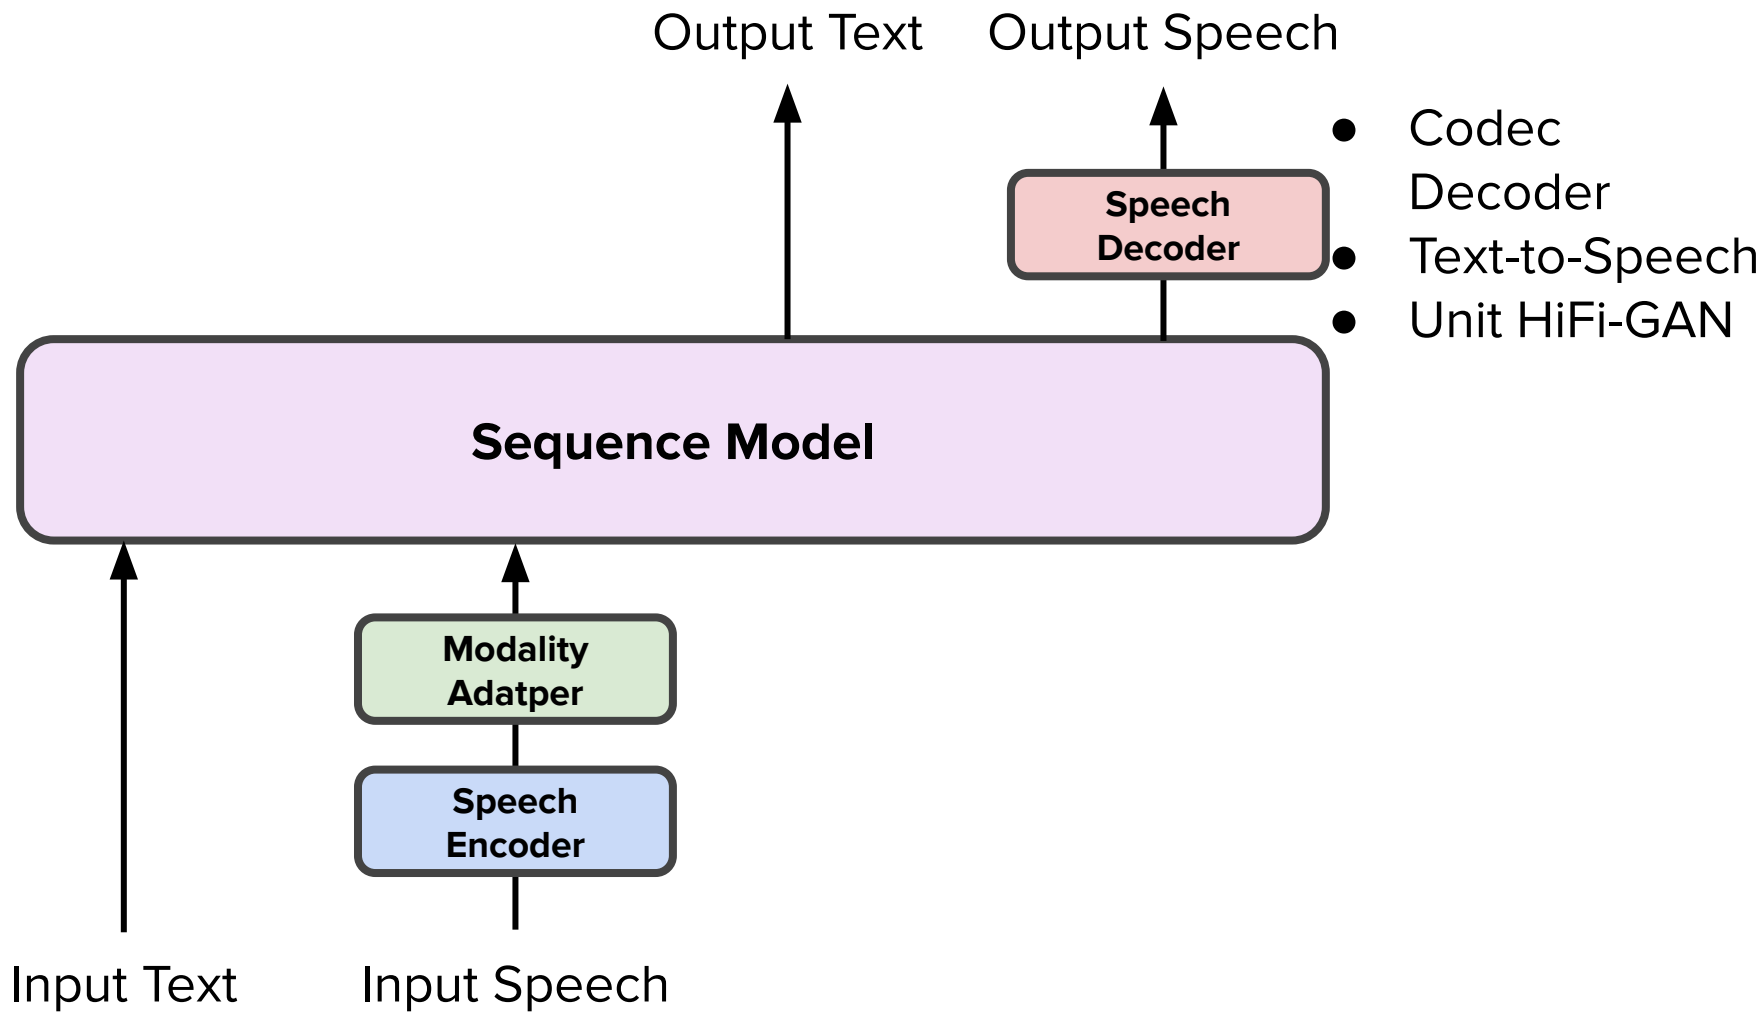 Output Text
Output Speech
● Codec
Decoder
● Text-to-Speech
● Unit HiFi-GAN
Speech
Decoder
Sequence Model
Modality
Adatper
Speech
Encoder
Input Text
Input Speech